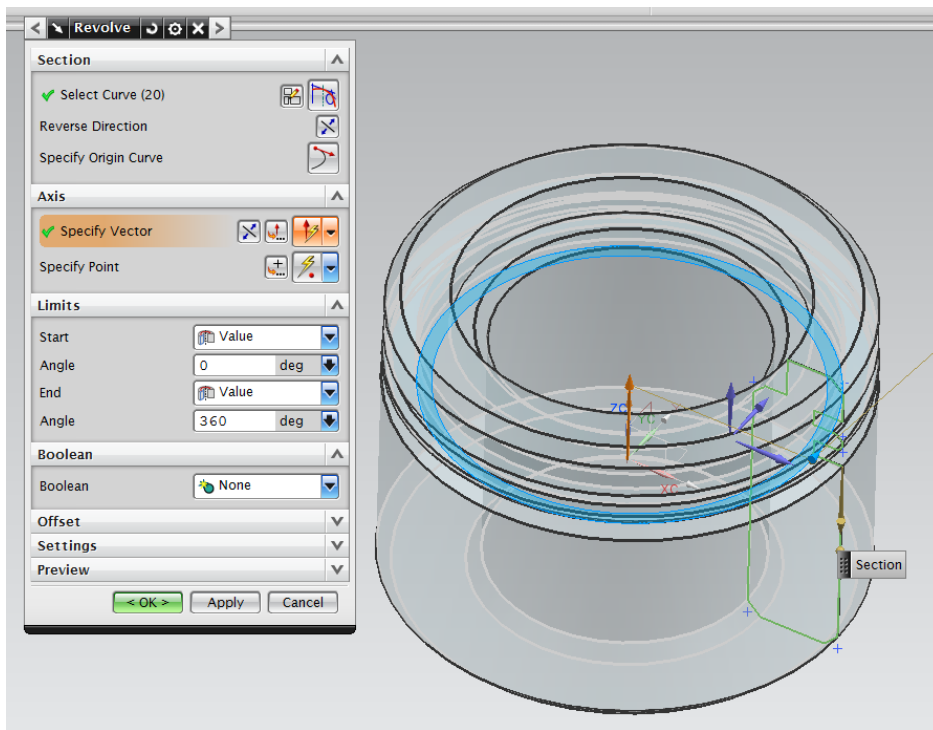 Revolve
Section
Select Curve (20)
Reverse Direction
Specify Origin Curve
Axis
Specify Vector
Specify Point
Limits
Start Value
Angle 0 deg
End Value
Angle 360 deg
Boolean
Boolean None
Offset
Settings
Preview
< OK > Apply Cancel
ZC
YC
XC
Section